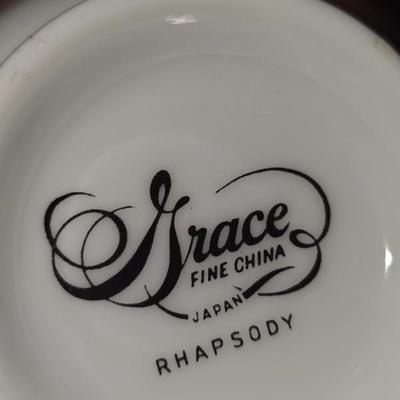 Grace
FINE CHINA
JAPAN
RHAPSODY